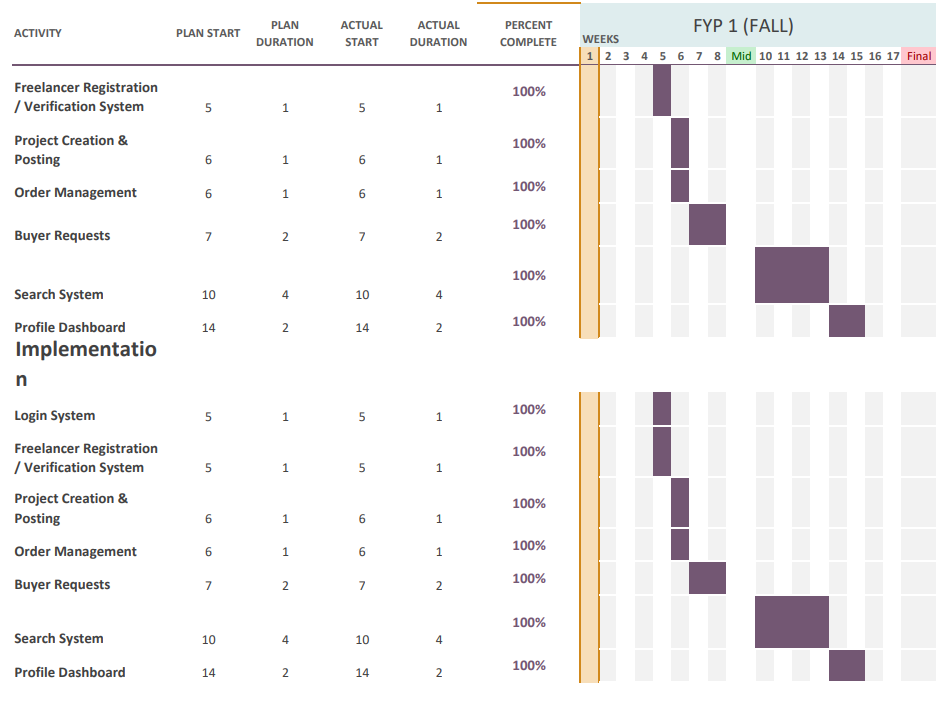 ACTIVITY PLAN START PLAN DURATION ACTUAL START ACTUAL DURATION PERCENT COMPLETE WEEKS FYP 1 (FALL)
1 2 3 4 5 6 7 8 Mid 10 11 12 13 14 15 16 17 Final
Freelancer Registration
/ Verification System 5 1 5 1 100%
Project Creation &
Posting 6 1 6 1 100%
Order Management 6 1 6 1 100%
Buyer Requests 7 2 7 2 100%
Search System 10 4 10 4 100%
Profile Dashboard 14 2 14 2 100%
Implementatio
n
Login System 5 1 5 1 100%
Freelancer Registration
/ Verification System 5 1 5 1 100%
Project Creation &
Posting 6 1 6 1 100%
Order Management 6 1 6 1 100%
Buyer Requests 7 2 7 2 100%
Search System 10 4 10 4 100%
Profile Dashboard 14 2 14 2 100%